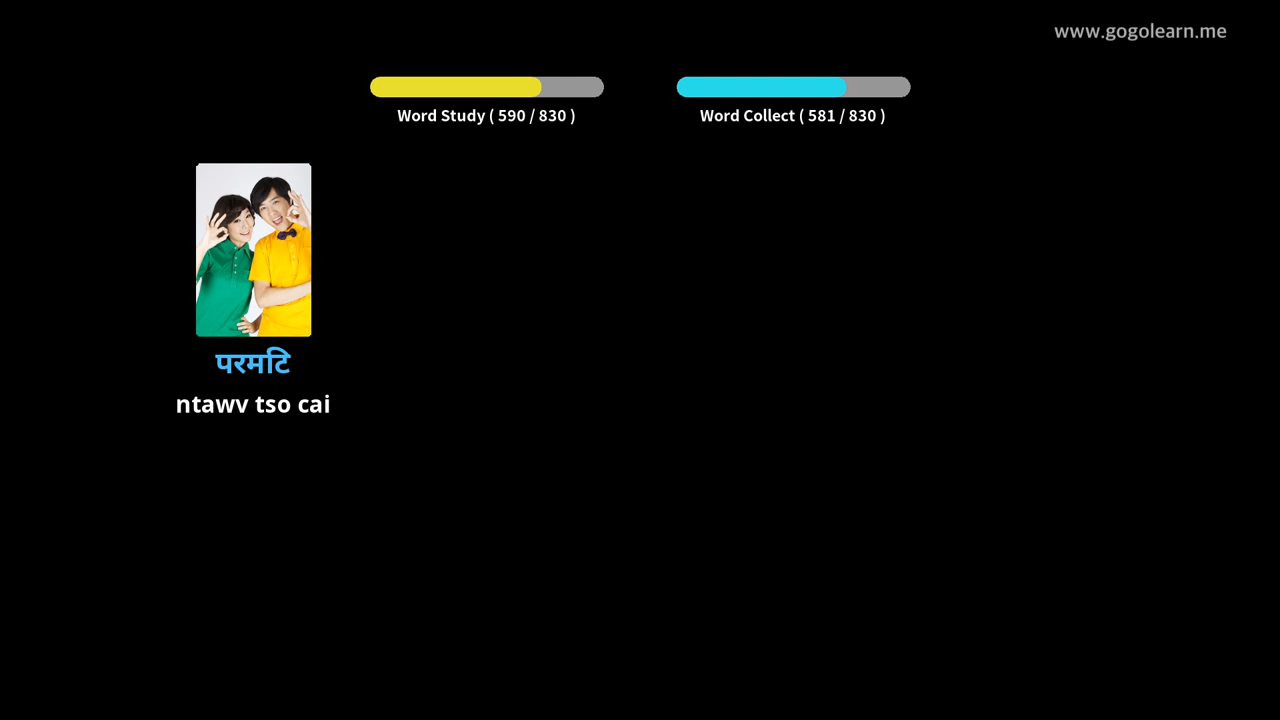 www.gogolearn.me
Word Study ( 590 / 830 )
Word Collect ( 581 / 830 )
परमटि
ntawv tso cai